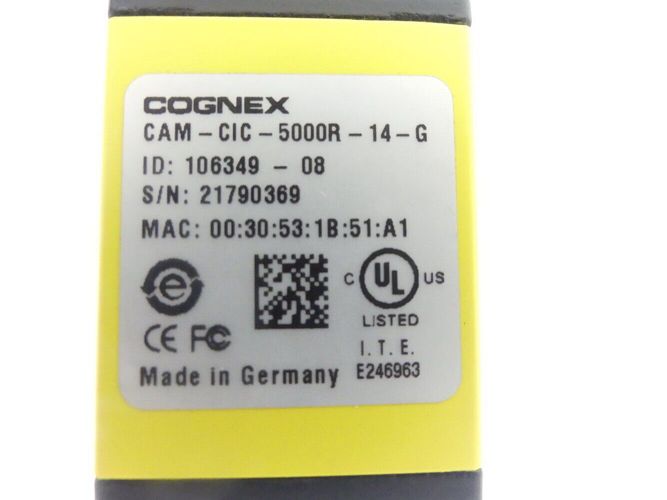 COGNEX
CAM-CIC-5000R-14-G
ID: 106349 - 08
S/N: 21790369
MAC: 00:30:53:1B:51:A1
e
C UL US
LISTED
CE FC
I. T. E.
Made in Germany E246963